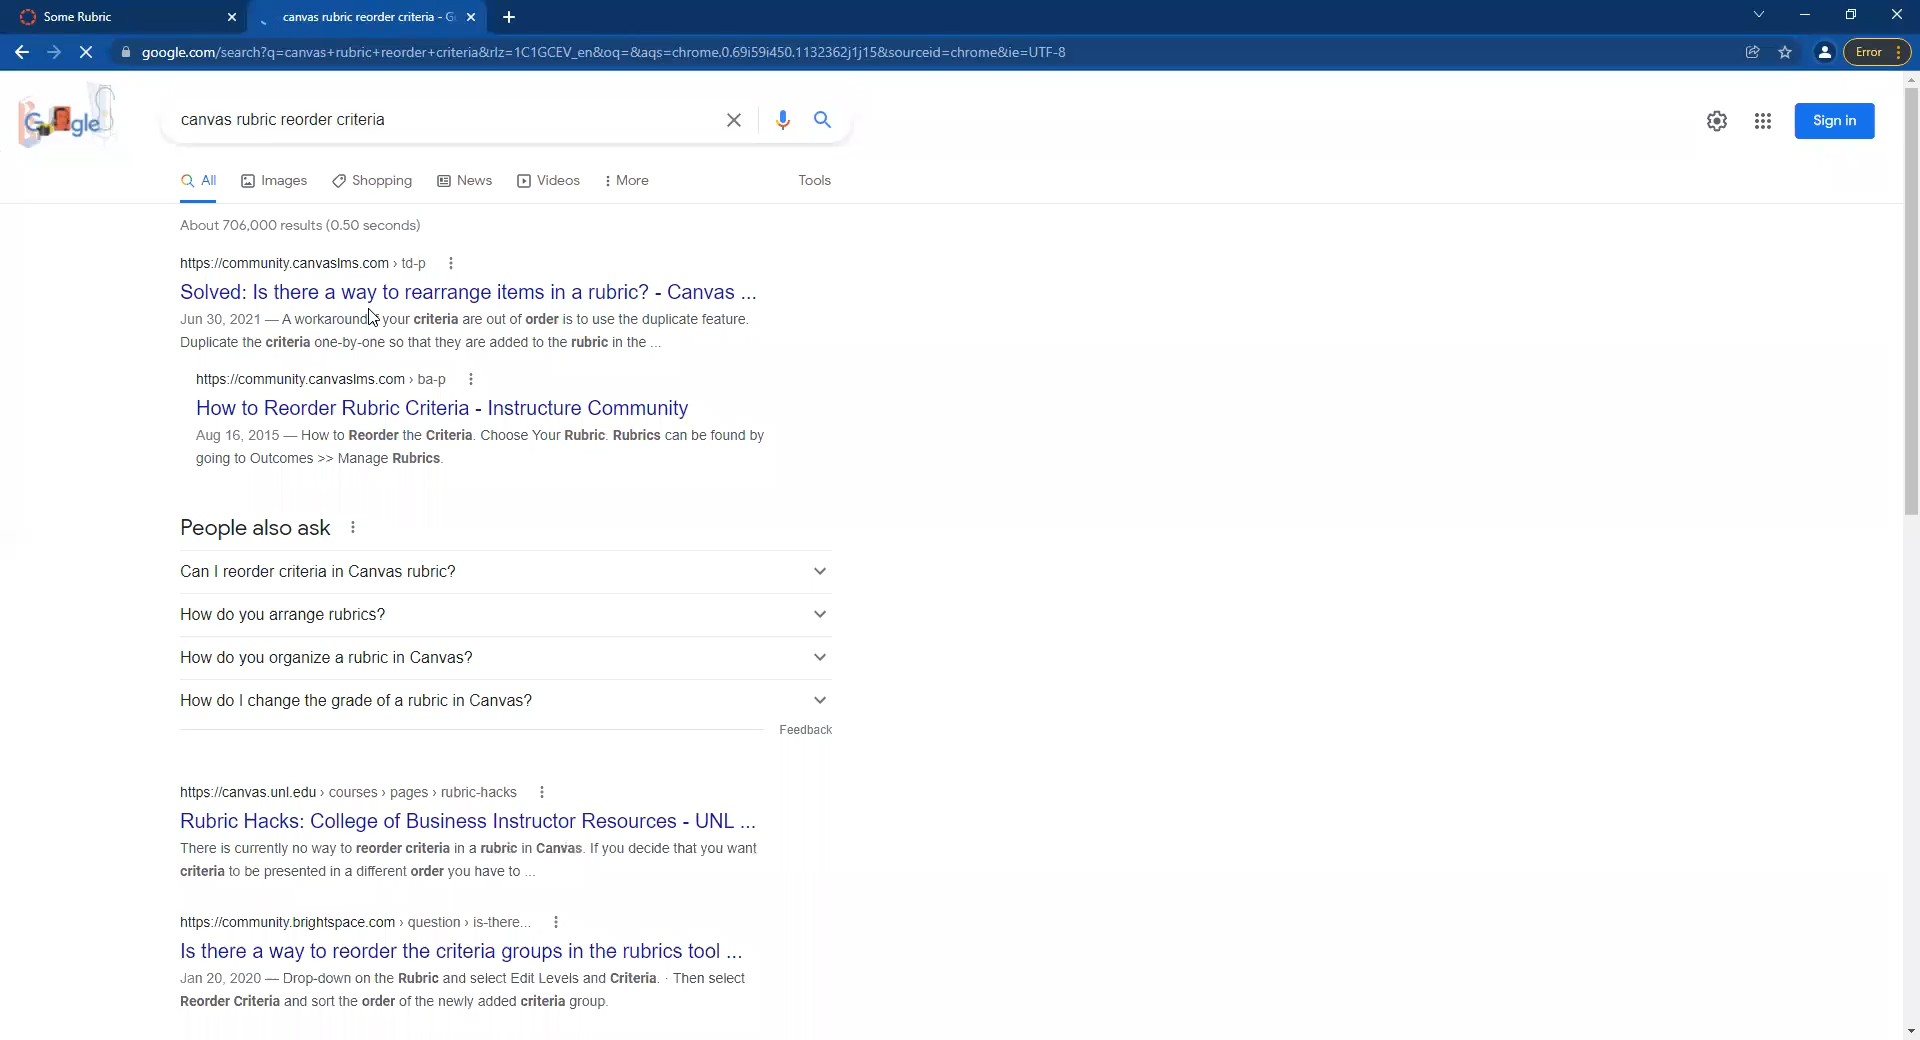 Some Rubric
canvas rubric reorder criteria - G
google.com/search?q=canvas+rubric+reorder+criteria&rlz=1C1GCEV_en&oq=&aqs=chrome.0.69i59i450.1132362j1j15&sourceid=chrome&ie=UTF-8
Error
Google
canvas rubric reorder criteria
Sign in
All Images Shopping News Videos More Tools
About 706,000 results (0.50 seconds)
https://community.canvaslms.com › td-p
Solved: Is there a way to rearrange items in a rubric? - Canvas ...
Jun 30, 2021 — A workaround your criteria are out of order is to use the duplicate feature.
Duplicate the criteria one-by-one so that they are added to the rubric in the ...
https://community.canvaslms.com › ba-p
How to Reorder Rubric Criteria - Instructure Community
Aug 16, 2015 — How to Reorder the Criteria. Choose Your Rubric. Rubrics can be found by
going to Outcomes >> Manage Rubrics.
People also ask
Can I reorder criteria in Canvas rubric?
How do you arrange rubrics?
How do you organize a rubric in Canvas?
How do I change the grade of a rubric in Canvas?
Feedback
https://canvas.unl.edu › courses › pages › rubric-hacks
Rubric Hacks: College of Business Instructor Resources - UNL ...
There is currently no way to reorder criteria in a rubric in Canvas. If you decide that you want
criteria to be presented in a different order you have to ...
https://community.brightspace.com › question › is-there...
Is there a way to reorder the criteria groups in the rubrics tool ...
Jan 20, 2020 — Drop-down on the Rubric and select Edit Levels and Criteria. · Then select
Reorder Criteria and sort the order of the newly added criteria group.